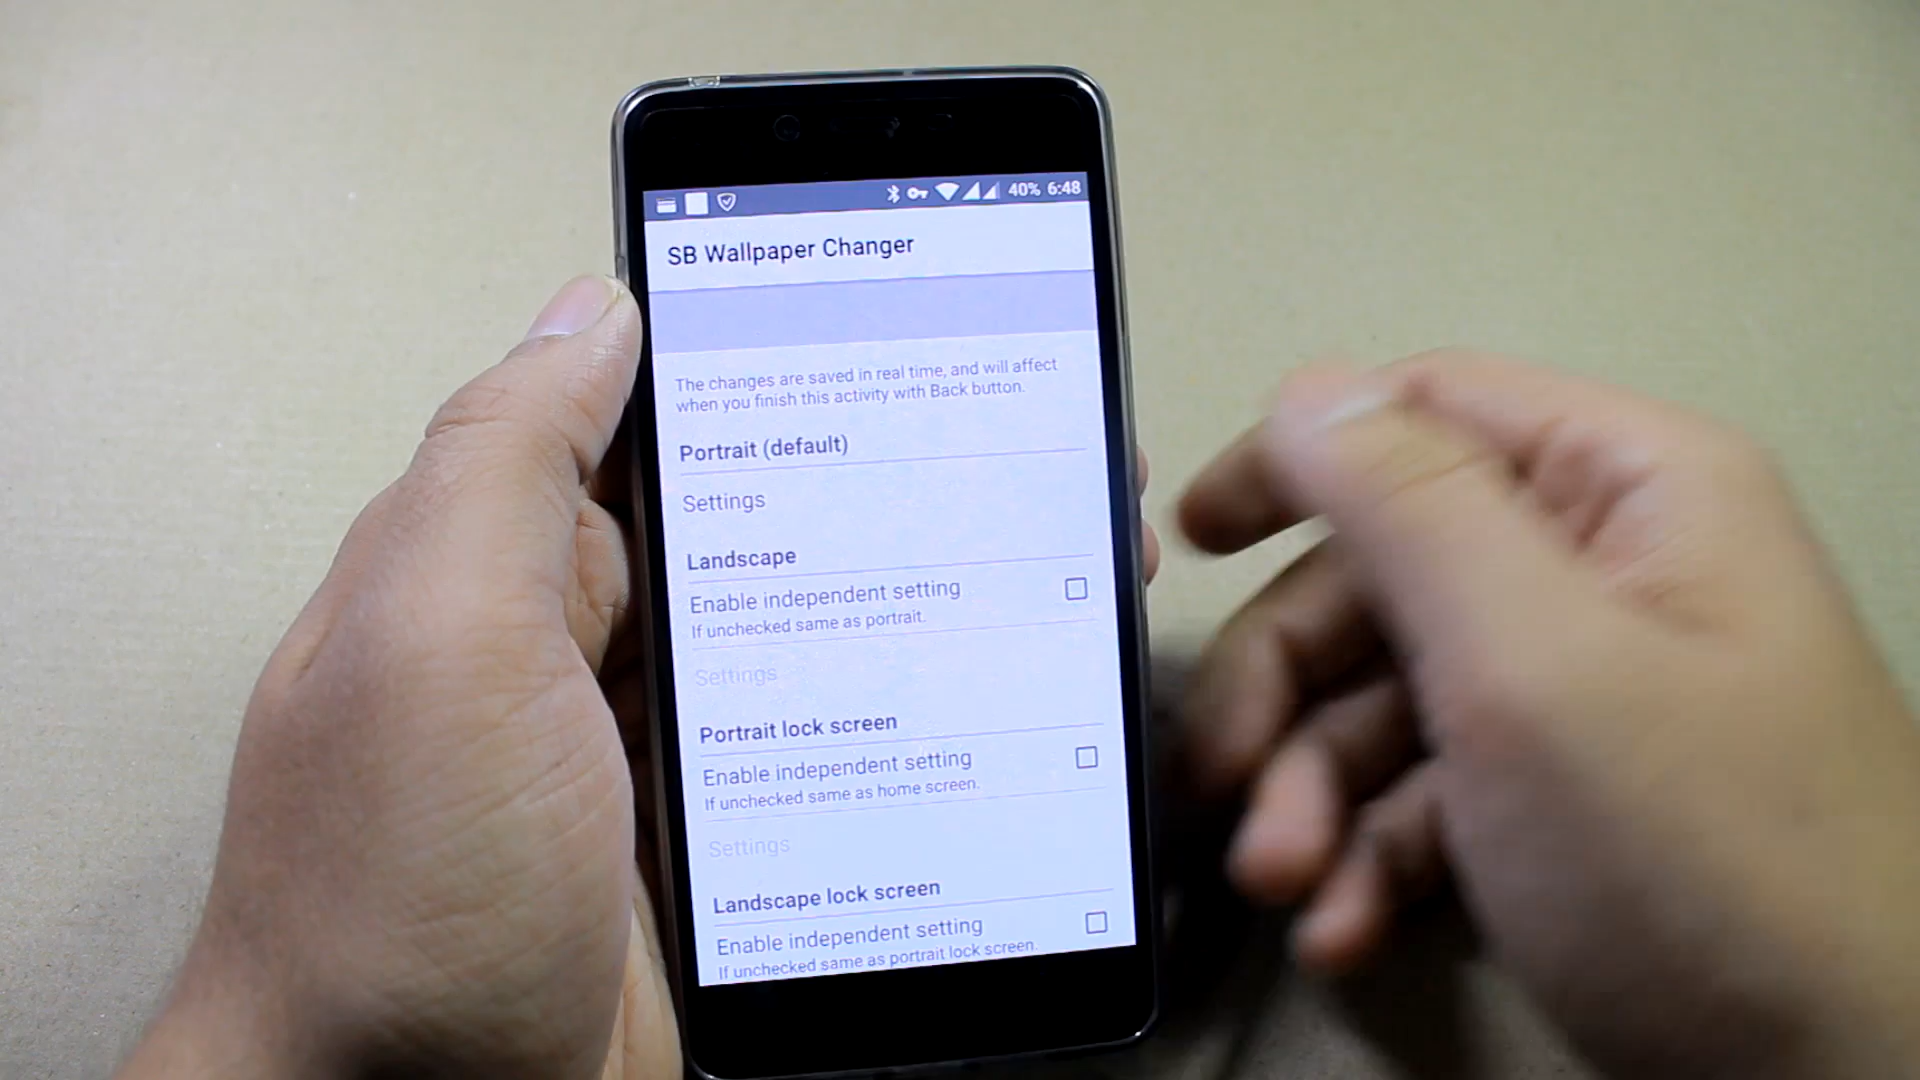 40% 6:48
SB Wallpaper Changer
The changes are saved in real time, and will affect
when you finish this activity with Back button.
Portrait (default)
Settings
Landscape
Enable independent setting
If unchecked same as portrait.
Settings
Portrait lock screen
Enable independent setting
If unchecked same as home screen.
Settings
Landscape lock screen
Enable independent setting
If unchecked same as portrait lock screen.